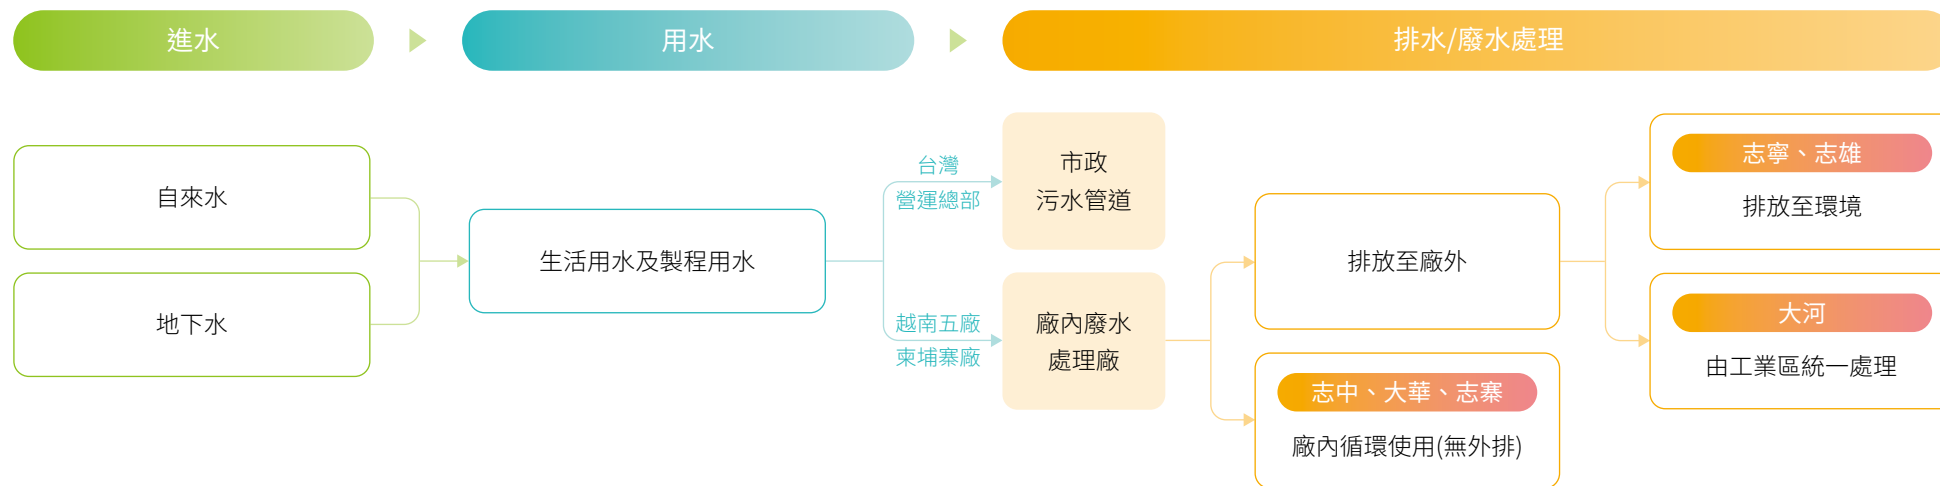 進水
用水
排水/廢水處理
自來水
地下水
生活用水及製程用水
台灣
營運總部
越南五廠
柬埔寨廠
市政
污水管道
廠內廢水
處理廠
排放至廠外
志中、大華、志寨
廠內循環使用(無外排)
志寧、志雄
排放至環境
大河
由工業區統一處理